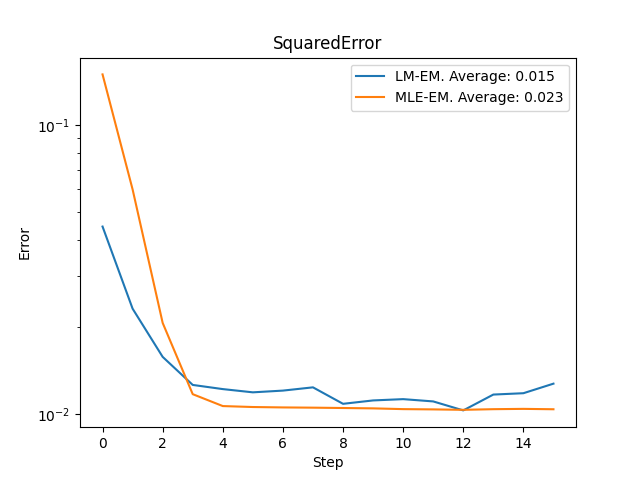 SquaredError
LM-EM. Average: 0.015
MLE-EM. Average: 0.023
10⁻¹
10⁻²
Error
0 2 4 6 8 10 12 14
Step